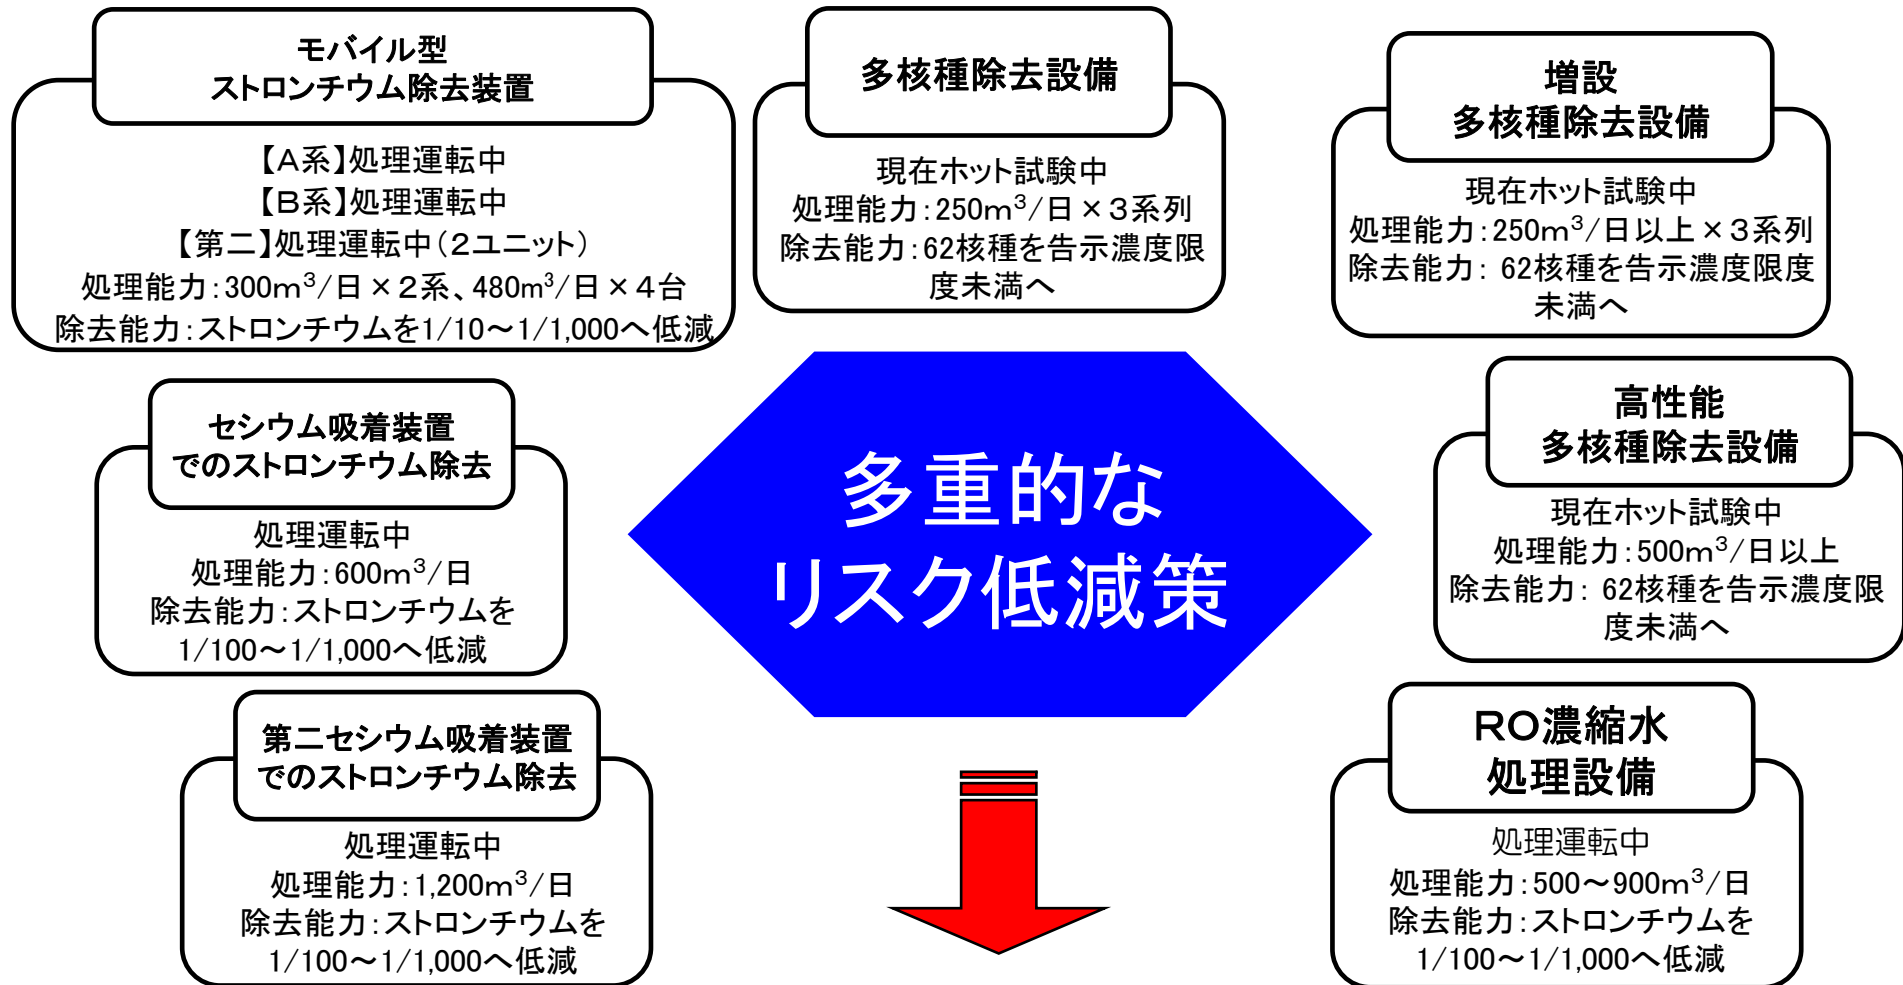 モバイル型
ストロンチウム除去装置
【A系】処理運転中
【B系】処理運転中
【第二】処理運転中(2ユニット)
処理能力:300m³/日×2系、480m³/日×4台
除去能力:ストロンチウムを1/10～1/1,000へ低減
多核種除去設備
現在ホット試験中
処理能力:250m³/日×3系列
除去能力:62核種を告示濃度限
度未満へ
増設
多核種除去設備
現在ホット試験中
処理能力:250m³/日以上×3系列
除去能力: 62核種を告示濃度限度
未満へ
セシウム吸着装置
でのストロンチウム除去
処理運転中
処理能力:600m³/日
除去能力:ストロンチウムを
1/100～1/1,000へ低減
多重的な
リスク低減策
高性能
多核種除去設備
現在ホット試験中
処理能力:500m³/日以上
除去能力: 62核種を告示濃度限
度未満へ
第二セシウム吸着装置
でのストロンチウム除去
処理運転中
処理能力:1,200m³/日
除去能力:ストロンチウムを
1/100～1/1,000へ低減
RO濃縮水
処理設備
処理運転中
処理能力:500～900m³/日
除去能力:ストロンチウムを
1/100～1/1,000へ低減